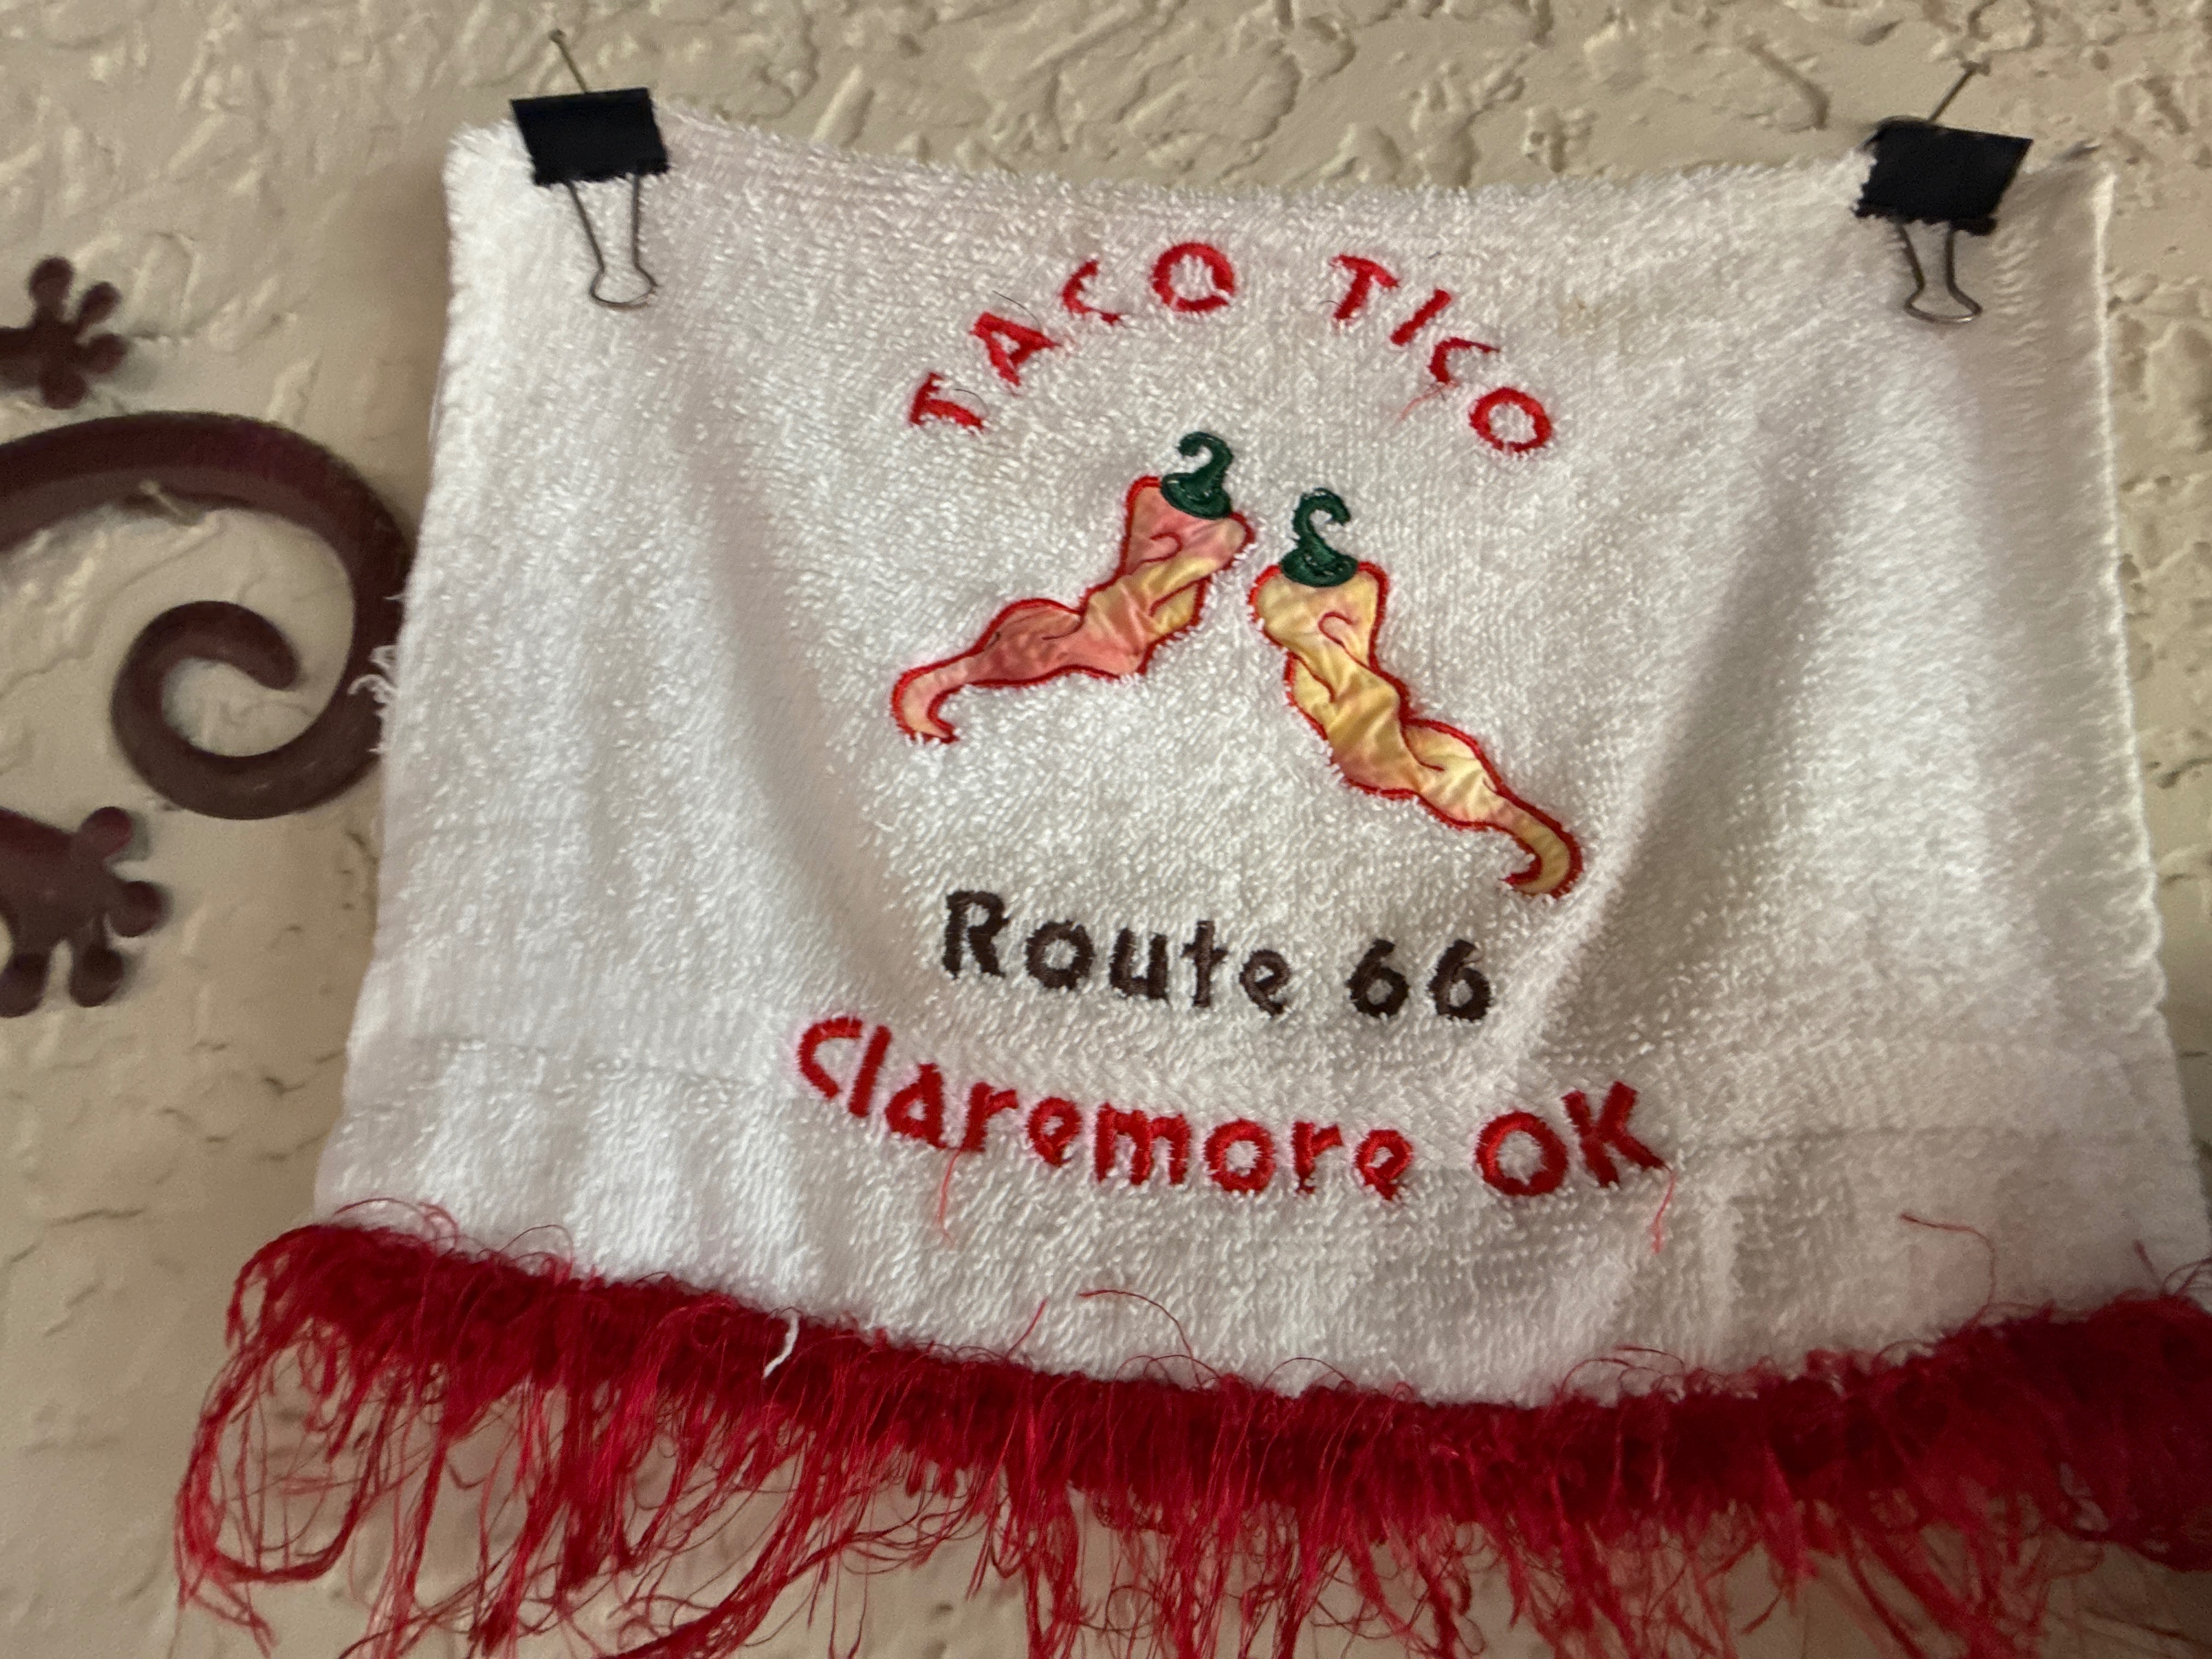 TACO TICO
Route 66
Claremore OK